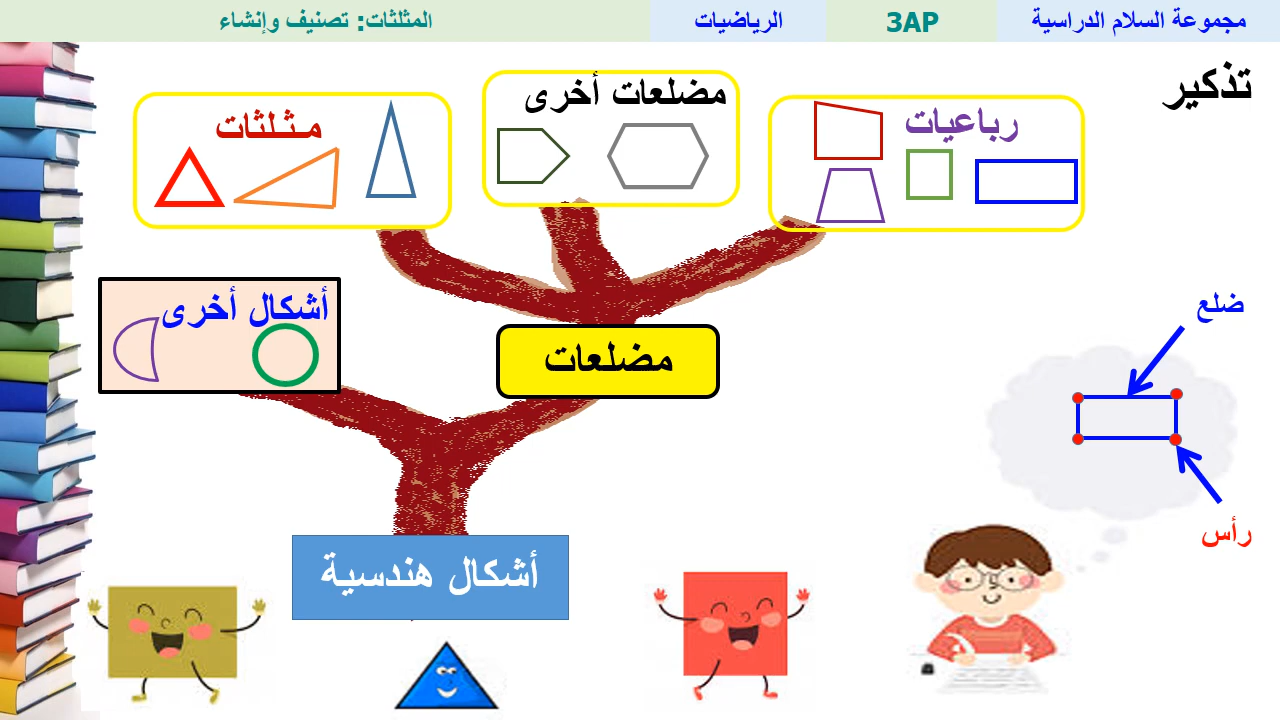 مجموعة السلام الدراسية
3AP
الرياضيات
المثلثات: تصنيف وإنشاء
تذكير
رباعيات
مضلعات أخرى
مـثـلثات
أشكال أخرى
مضلعات
ضلع
رأس
أشكال هندسية